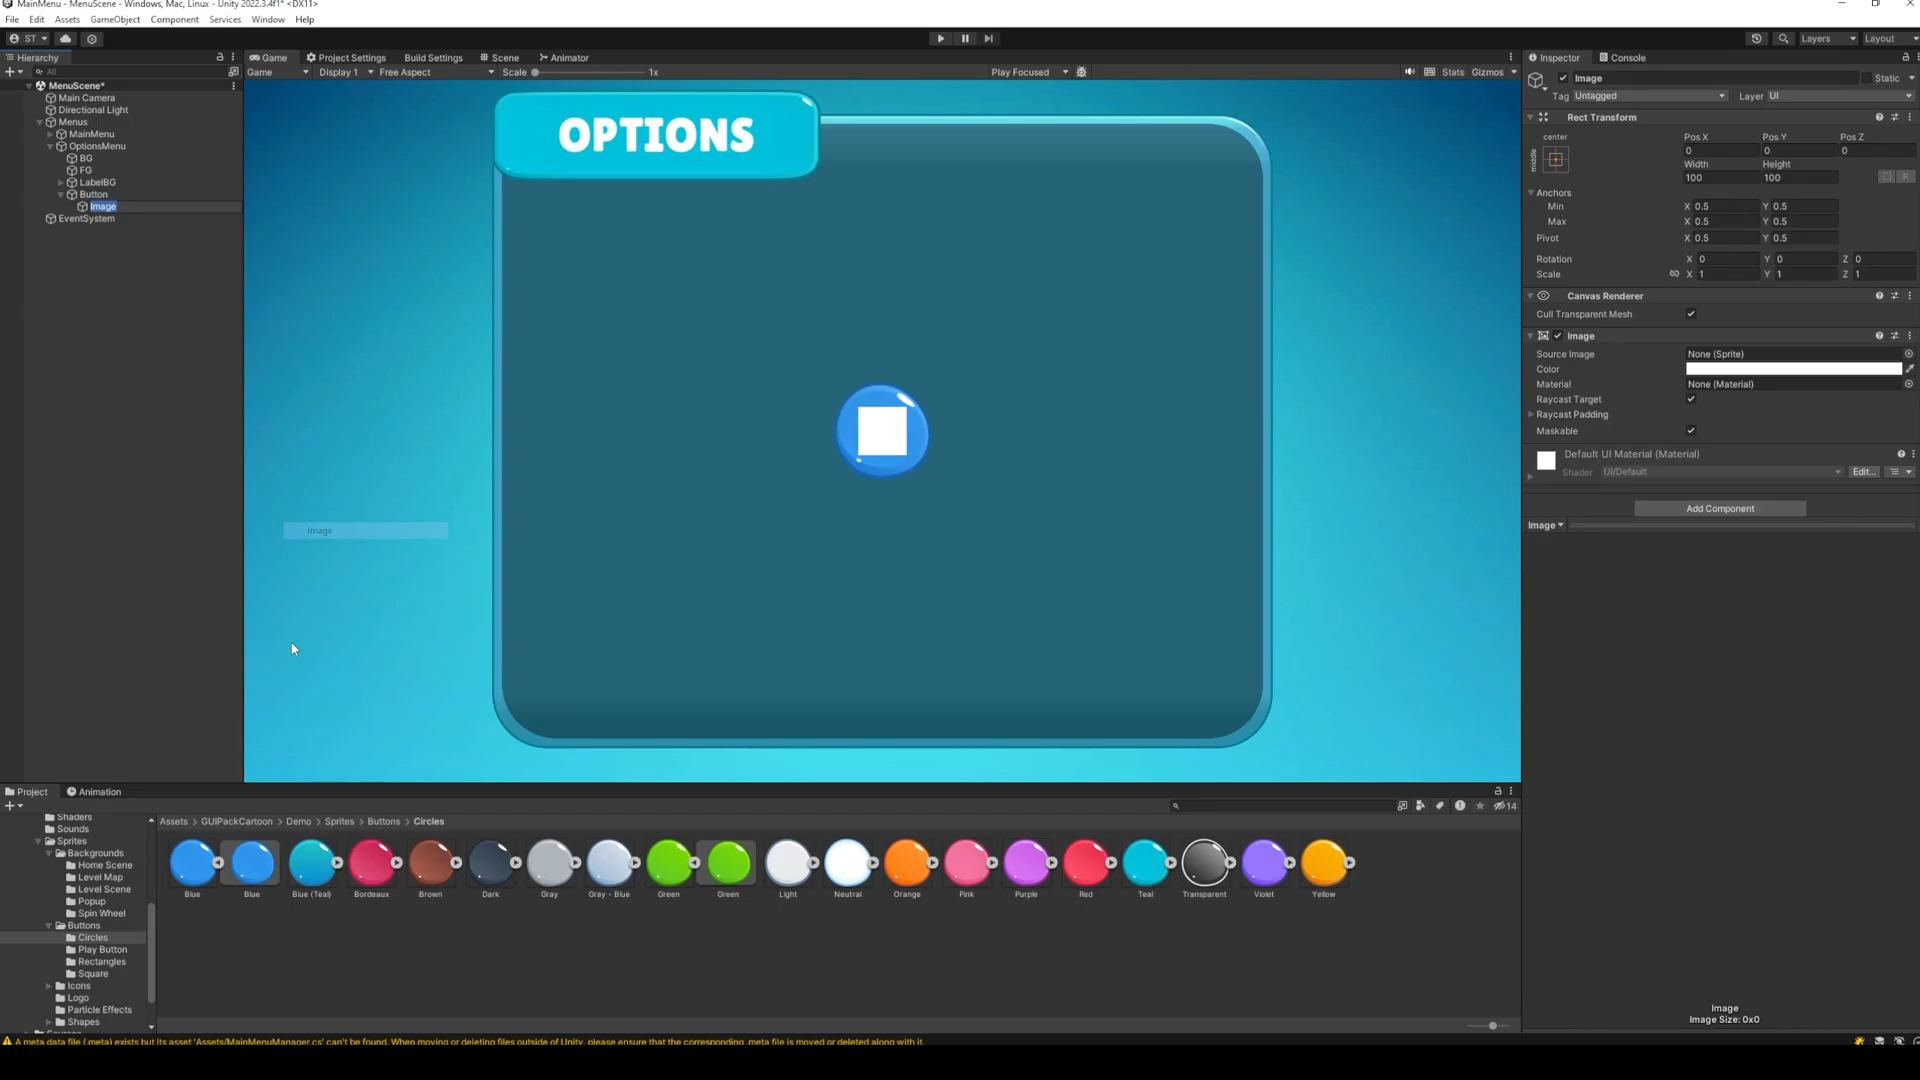 MainMenu - MenuScene - Windows, Mac, Linux - Unity 2022.3.4f1* <DX11>
File Edit Assets GameObject Component Services Window Help
ST Layers Layout
Hierarchy Game Project Settings Build Settings Scene Animator Inspector Console
All Game Display 1 Free Aspect Scale 1x Play Focused Stats Gizmos
MenuScene*
Main Camera
Directional Light
Menus
MainMenu
OptionsMenu
BG
FG
LabelBG
Button
Image
EventSystem
OPTIONS
Image
Image Static
Tag Untagged Layer UI
Rect Transform
center
middle
Pos X Pos Y Pos Z
0 0 0
Width Height
100 100
R
Anchors
Min X 0.5 Y 0.5
Max X 0.5 Y 0.5
Pivot X 0.5 Y 0.5
Rotation X 0 Y 0 Z 0
Scale X 1 Y 1 Z 1
Canvas Renderer
Cull Transparent Mesh
Image
Source Image None (Sprite)
Color
Material None (Material)
Raycast Target
Raycast Padding
Maskable
Default UI Material (Material)
Shader UI/Default Edit...
Add Component
Image
Image
Image Size: 0x0
Project Animation
14
Assets > GUIPackCartoon > Demo > Sprites > Buttons > Circles
Shaders
Sounds
Sprites
Backgrounds
Home Scene
Level Map
Level Scene
Popup
Spin Wheel
Buttons
Circles
Play Button
Rectangles
Square
Icons
Logo
Particle Effects
Shapes
Blue Blue Blue (Teal) Bordeaux Brown Dark Gray Gray - Blue Green Green Light Neutral Orange Pink Purple Red Teal Transparent Violet Yellow
A meta data file (.meta) exists but its asset 'Assets/MainMenuManager.cs' can't be found. When moving or deleting files outside of Unity, please ensure that the corresponding .meta file is moved or deleted along with it.